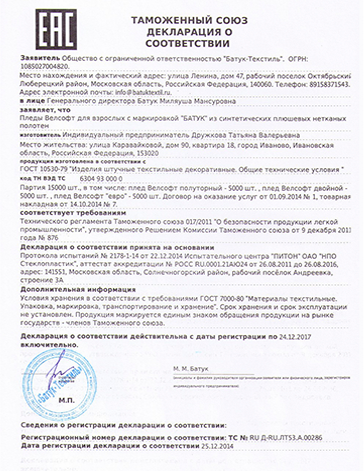 EAC
ТАМОЖЕННЫЙ СОЮЗ
ДЕКЛАРАЦИЯ О
СООТВЕТСТВИИ
Заявитель Общество с ограниченной ответственностью "Батук-Текстиль". ОГРН:
1085027004820.
Место нахождения и фактический адрес: улица Ленина, дом 47, рабочий поселок Октябрьский,
Люберецкий район, Московская область, Российская Федерация, 140060. Телефон: 89158371543.
Адрес электронной почты: info@batuktextil.ru.
в лице Генерального директора Батук Миляуша Мансуровна
заявляет, что
Пледы Велсофт для взрослых с маркировкой "БАТУК" из синтетических плюшевых нетканых
полотен
изготовитель Индивидуальный предприниматель Дружкова Татьяна Валерьевна
Место жительства: улица Каравайковой, дом 90, квартира 18, город Иваново, Ивановская
область, Российская Федерация, 153020
продукция изготовлена в соответствии с
ГОСТ 10530-79 "Изделия штучные текстильные декоративные. Общие технические условия "
код ТН ВЭД ТС 6304 93 000 0
Партия 15000 шт., в том числе: плед Велсофт полуторный - 5000 шт. , плед Велсофт двойной -
5000 шт. , плед Велсофт "евро" - 5000 шт. Договор на оказание услуг от 01.09.2014 № 1, товарная
накладная от 14.10.2014 № 7.
соответствует требованиям
Технического регламента Таможенного союза 017/2011 "О безопасности продукции легкой
промышленности", утвержденного Решением Комиссии Таможенного союза от 9 декабря 2011
года № 876
Декларация о соответствии принята на основании
Протокола испытаний № 2178-1-14 от 22.12.2014 Испытательного центра "ПИТОН" ОАО "НПО
Стеклопластик", аттестат аккредитации № РОСС RU.0001.21АЮ24 от 26.08.2011 до 26.08.2016,
адрес: 141551, Московская область, Солнечногорский район, рабочий посёлок Андреевка,
строение 3А
Дополнительная информация
Условия хранения в соответствии с требованиями ГОСТ 7000-80 "Материалы текстильные.
Упаковка, маркировка, транспортирование и хранение". Срок хранения и срок эксплуатации
не установлен. Продукция маркируется единым знаком обращения продукции на рынке
государств - членов Таможенного союза.
Декларация о соответствии действительна с даты регистрации по 24.12.2017
включительно.
М. М. Батук
М.П.
Сведения о регистрации декларации о соответствии:
Регистрационный номер декларации о соответствии: ТС № RU Д-RU.ЛТ53.А.00286
Дата регистрации декларации о соответствии 25.12.2014